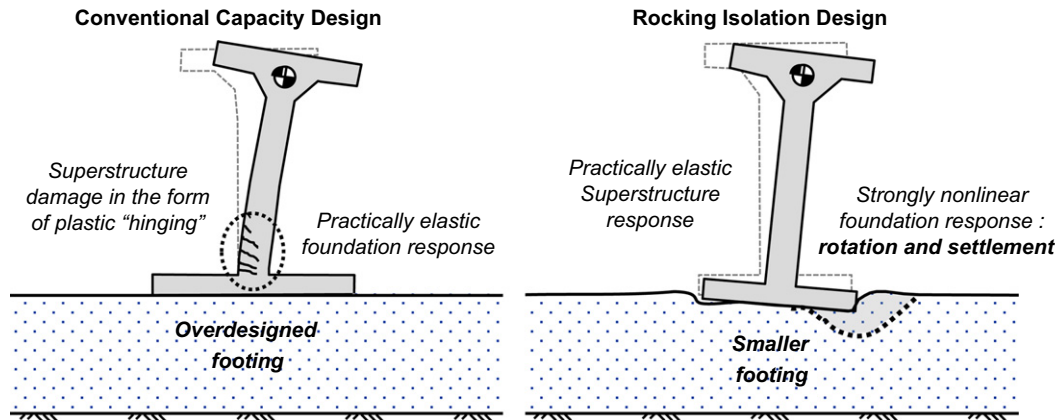 Conventional Capacity Design
Superstructure
damage in the form
of plastic “hinging”
Practically elastic
foundation response
Overdesigned
footing
Rocking Isolation Design
Practically elastic
Superstructure
response
Strongly nonlinear
foundation response :
rotation and settlement
Smaller
footing